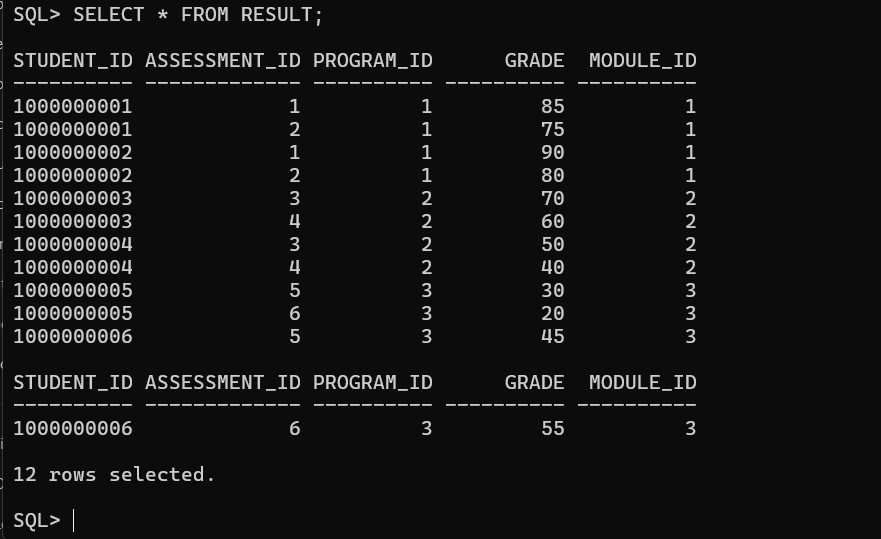 SQL> SELECT * FROM RESULT;
STUDENT_ID ASSESSMENT_ID PROGRAM_ID      GRADE  MODULE_ID
---------- ------------- ---------- ---------- ----------
1000000001             1          1         85          1
1000000001             2          1         75          1
1000000002             1          1         90          1
1000000002             2          1         80          1
1000000003             3          2         70          2
1000000003             4          2         60          2
1000000004             3          2         50          2
1000000004             4          2         40          2
1000000005             5          3         30          3
1000000005             6          3         20          3
1000000006             5          3         45          3
STUDENT_ID ASSESSMENT_ID PROGRAM_ID      GRADE  MODULE_ID
---------- ------------- ---------- ---------- ----------
1000000006             6          3         55          3
12 rows selected.
SQL>